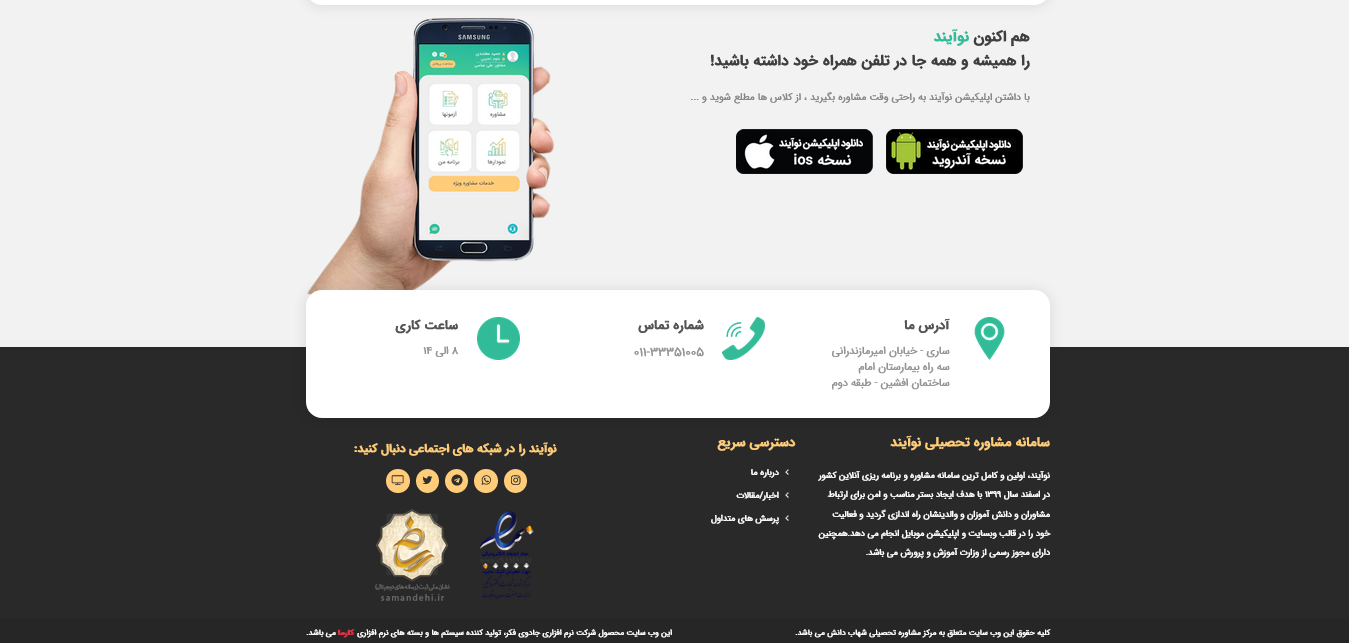 هم اکنون نوآیند
را همیشه و همه جا در تلفن همراه خود داشته باشید!
با داشتن اپلیکیشن نوآیند به راحتی وقت مشاوره بگیرید ، از کلاس ها مطلع شوید و ...
دانلود اپلیکیشن نوآیند
نسخه آندروید
دانلود اپلیکیشن نوآیند
نسخه ios
SAMSUNG
مشاوره
آزمونها
نمودارها
برنامه من
خدمات مشاوره ویژه
آدرس ما
ساری - خیابان امیرمازندرانی
سه راه بیمارستان امام
ساختمان افشین - طبقه دوم
شماره تماس
011-33351005
ساعت کاری
۸ الی ۱۴
سامانه مشاوره تحصیلی نوآیند
نوآیند، اولین و کامل ترین سامانه مشاوره و برنامه ریزی آنلاین کشور
در اسفند سال ۱۳۹۹ با هدف ایجاد بستر مناسب و امن برای ارتباط
مشاوران و دانش آموزان و والدینشان راه اندازی گردید و فعالیت
خود را در قالب وبسایت و اپلیکیشن موبایل انجام می دهد.همچنین
دارای مجوز رسمی از وزارت آموزش و پرورش می باشد.
دسترسی سریع
درباره ما
اخبار/مقالات
پرسش های متداول
نوآیند را در شبکه های اجتماعی دنبال کنید:
samandehi.ir
کلیه حقوق این وب سایت متعلق به مرکز مشاوره تحصیلی شهاب دانش می باشد.
این وب سایت محصول شرکت نرم افزاری جادوی فکر، تولید کننده سیستم ها و بسته های نرم افزاری کارما می باشد.